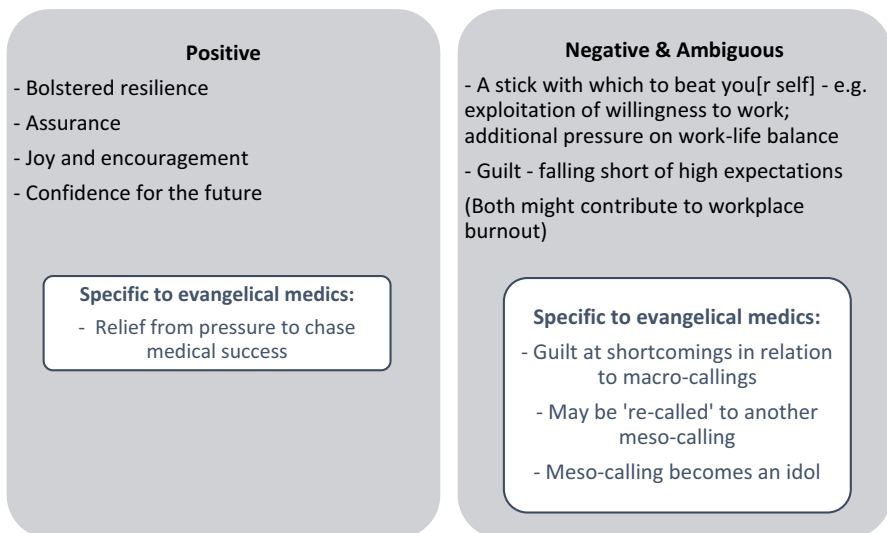 Positive
- Bolstered resilience
- Assurance
- Joy and encouragement
- Confidence for the future
Specific to evangelical medics:
- Relief from pressure to chase
medical success
Negative & Ambiguous
- A stick with which to beat you[r self] - e.g.
exploitation of willingness to work;
additional pressure on work-life balance
- Guilt - falling short of high expectations
(Both might contribute to workplace
burnout)
Specific to evangelical medics:
- Guilt at shortcomings in relation
to macro-callings
- May be 're-called' to another
meso-calling
- Meso-calling becomes an idol